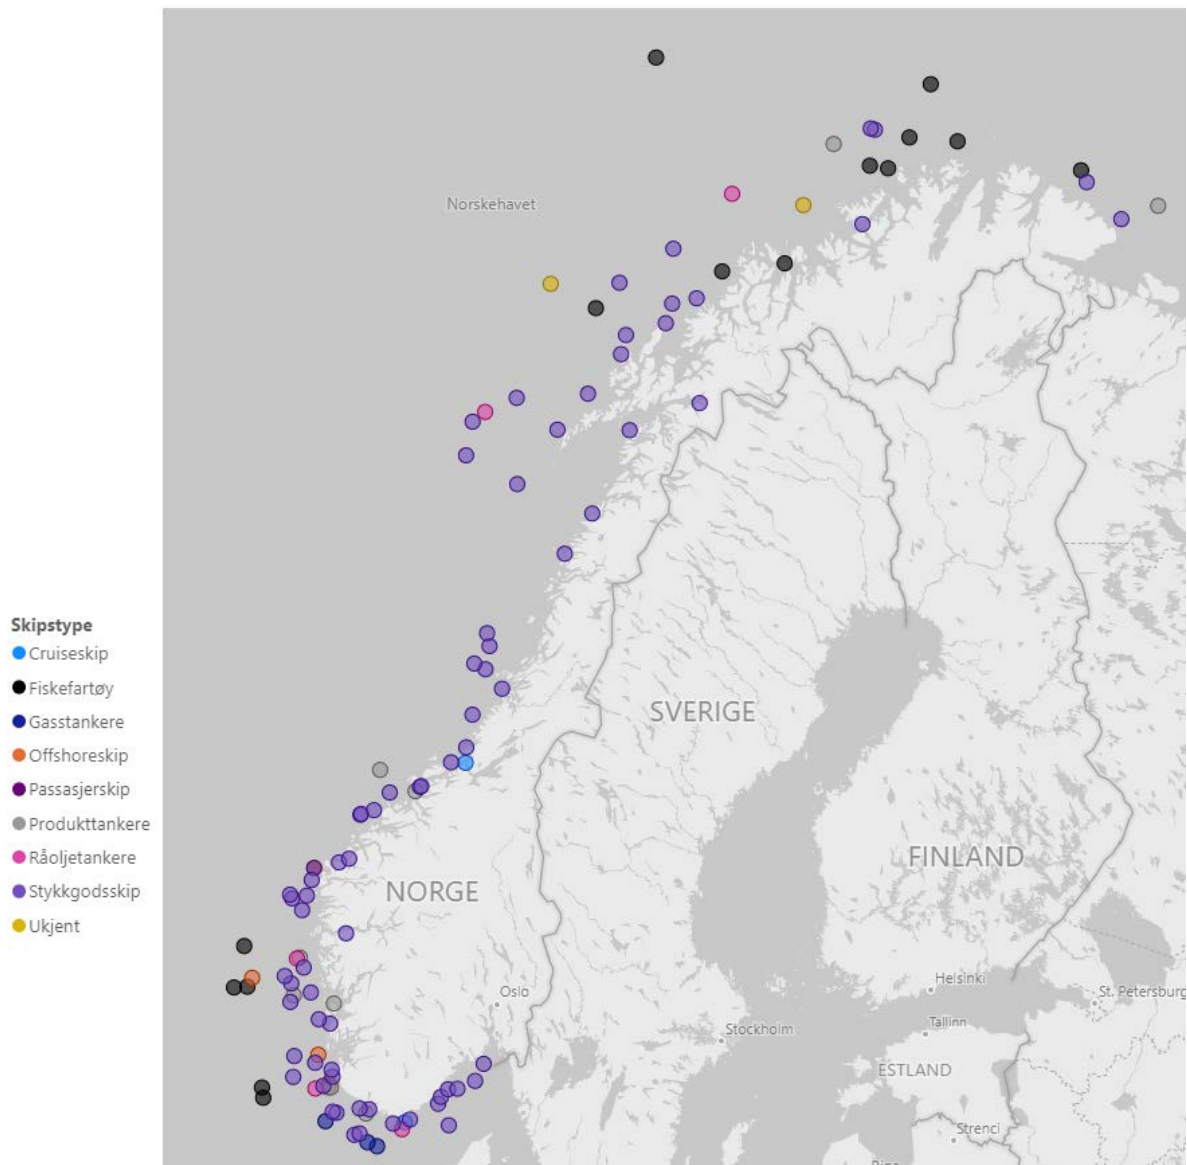 Norskehavet
Skipstype
Cruiseskip
Fiskefartøy
Gasstankere
Offshoreskip
Passasjerskip
Produkttankere
Råoljetankere
Stykkgodsskip
Ukjent
SVERIGE
FINLAND
NORGE
Oslo
Helsinki
St. Petersburg
Stockholm
Tallinn
ESTLAND
Strenci